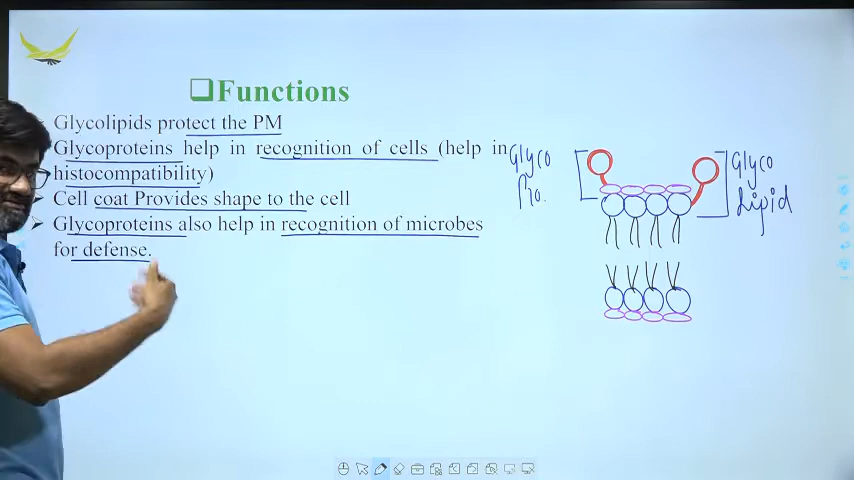 Functions
Glycolipids protect the PM
Glycoproteins help in recognition of cells (help in
histocompatibility)
Cell coat Provides shape to the cell
Glycoproteins also help in recognition of microbes
for defense.
Glyco
Pro.
Glyco
Lipid